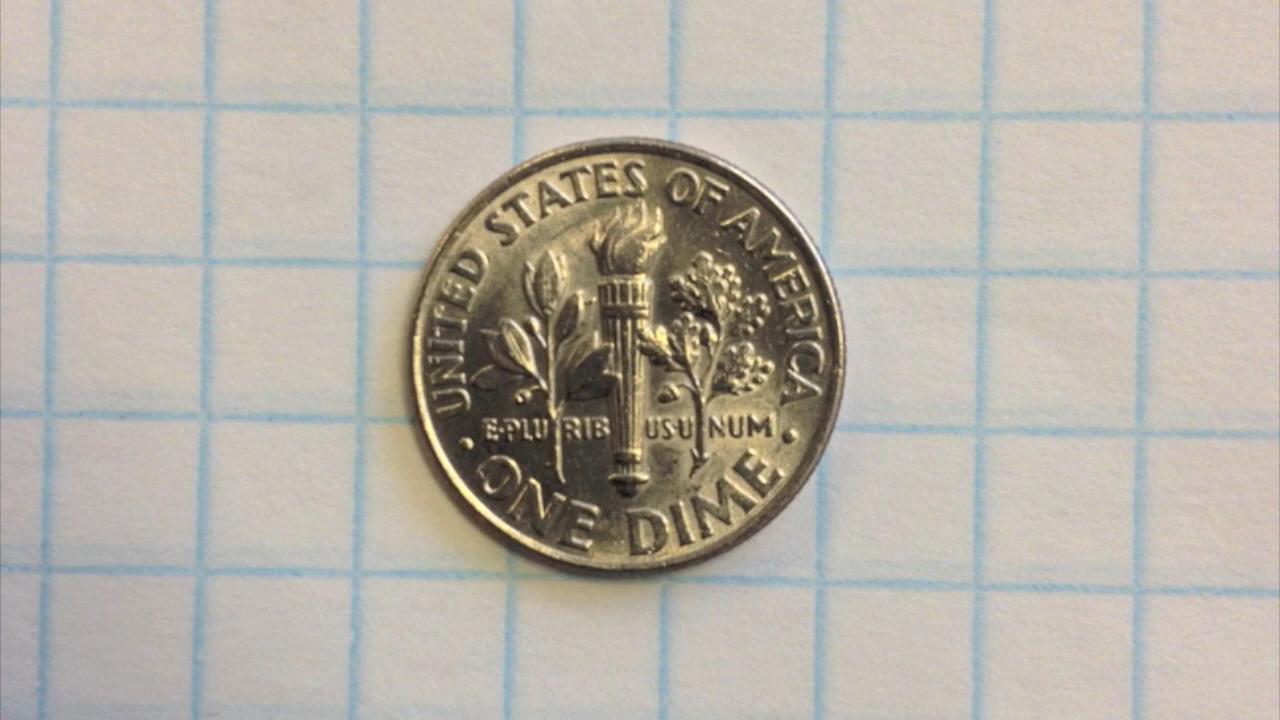 UNITED STATES OF AMERICA
E·PLURIBUS·UNUM
· ONE DIME ·